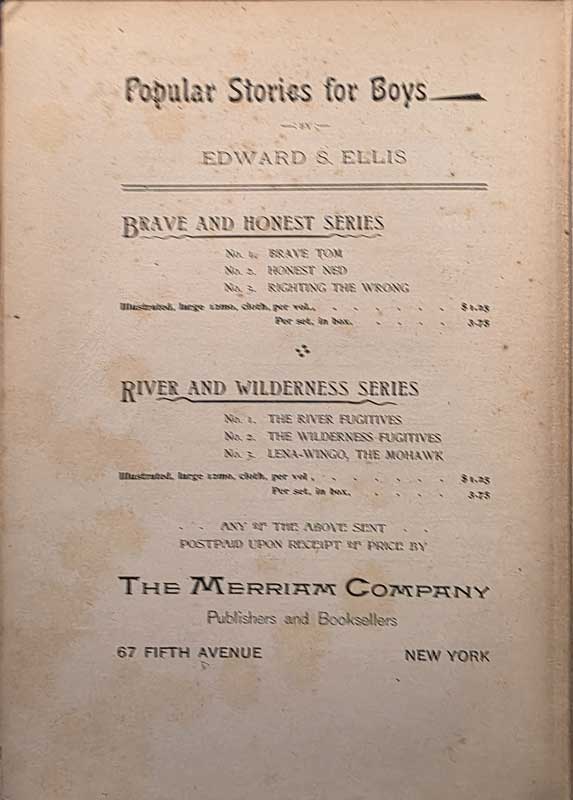 Popular Stories for Boys
BY
EDWARD S. ELLIS
BRAVE AND HONEST SERIES
No. 1. BRAVE TOM
No. 2. HONEST NED
No. 3. RIGHTING THE WRONG
Illustrated, large 12mo, cloth, per vol., . . . . . . $1.25
Per set, in box, . . . . 3.75
RIVER AND WILDERNESS SERIES
No. 1. THE RIVER FUGITIVES
No. 2. THE WILDERNESS FUGITIVES
No. 3. LENA-WINGO, THE MOHAWK
Illustrated, large 12mo, cloth, per vol., . . . . . . $1.25
Per set, in box, . . . . 3.75
. . ANY OF THE ABOVE SENT . .
POSTPAID UPON RECEIPT OF PRICE BY
THE MERRIAM COMPANY
Publishers and Booksellers
67 FIFTH AVENUE NEW YORK